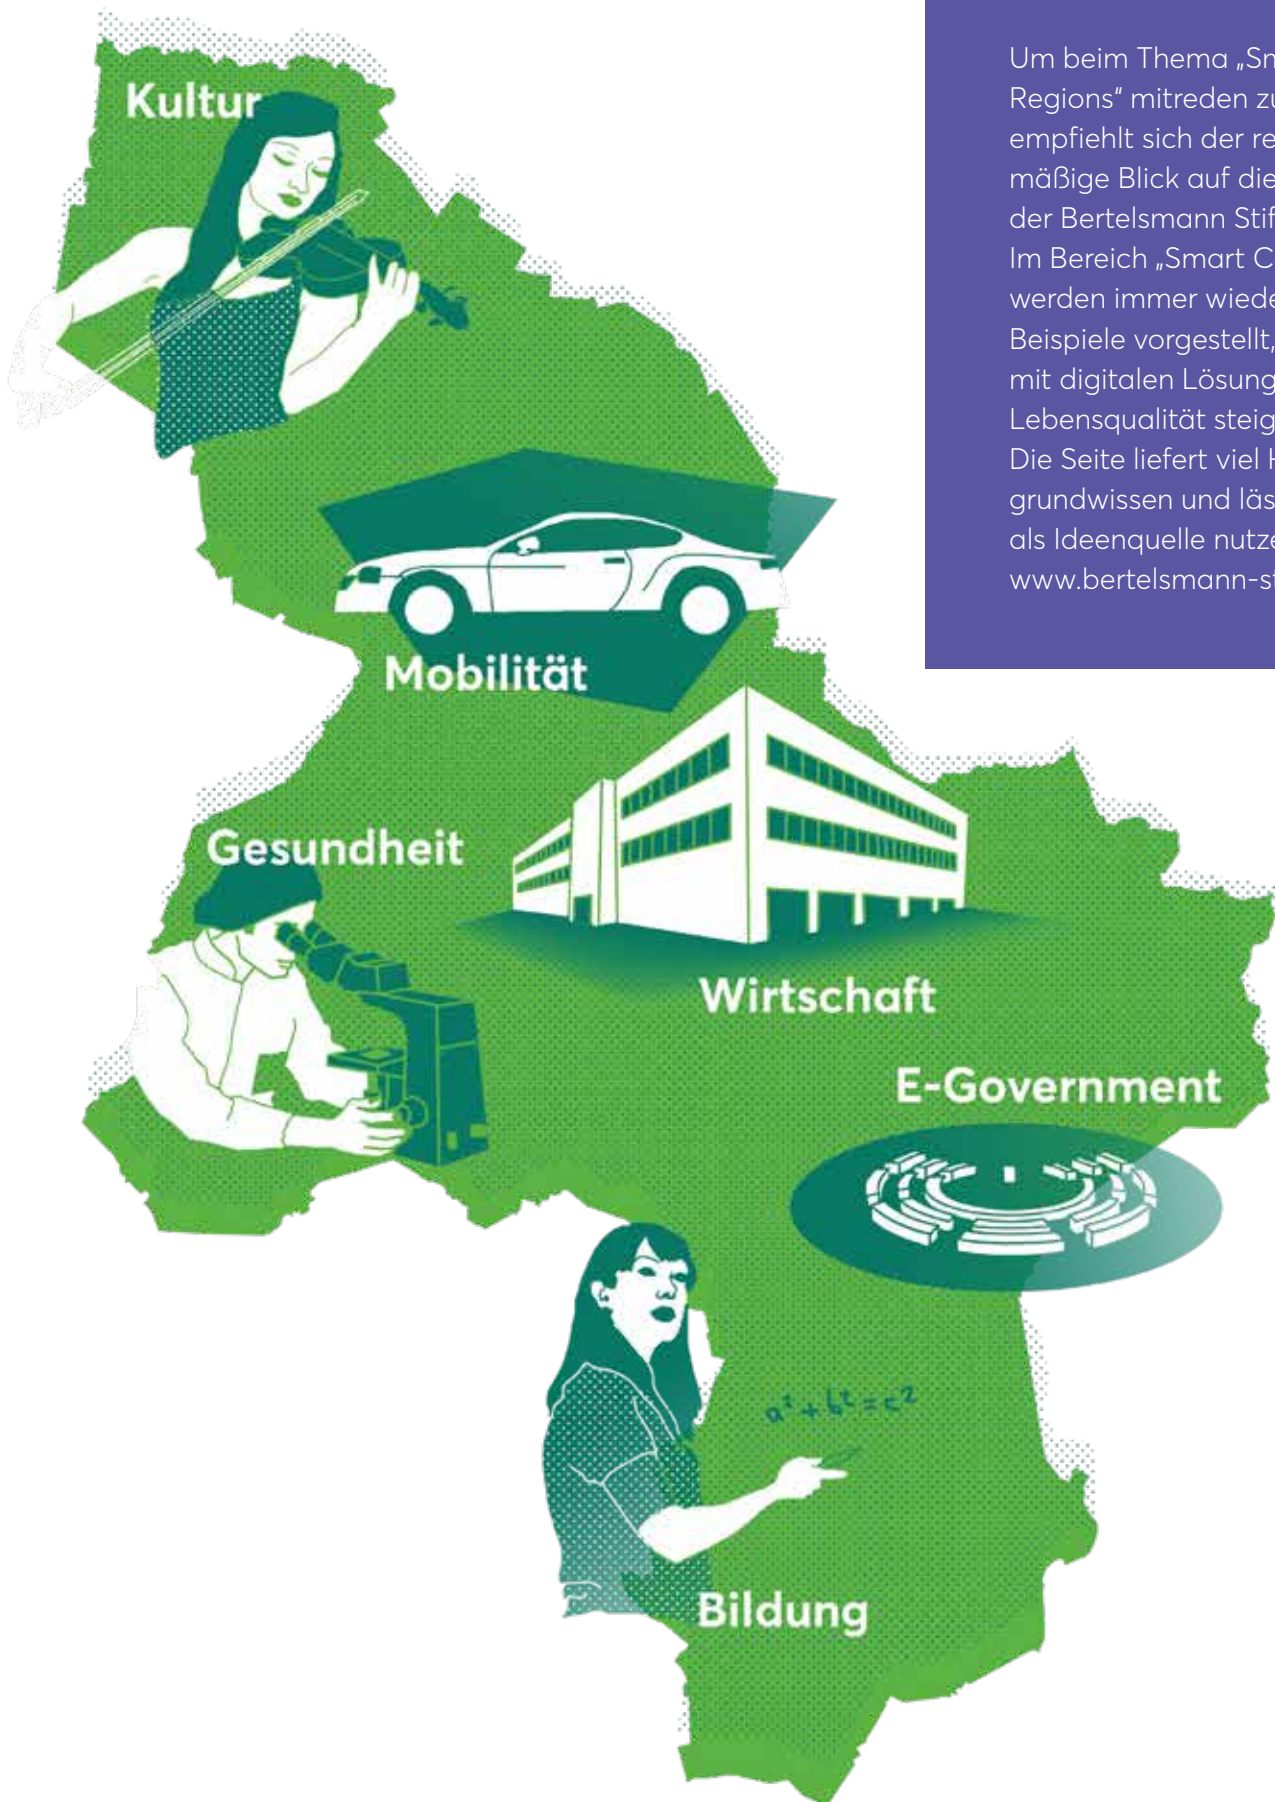 Kultur
Um beim Thema „Sm
Regions“ mitreden zu
empfiehlt sich der re
mäßige Blick auf die
der Bertelsmann Stif
Im Bereich „Smart C
werden immer wiede
Beispiele vorgestellt,
mit digitalen Lösung
Lebensqualität steig
Die Seite liefert viel H
grundwissen und läs
als Ideenquelle nutze
www.bertelsmann-st
Mobilität
Gesundheit
Wirtschaft
E-Government
a² + b² = c²
Bildung